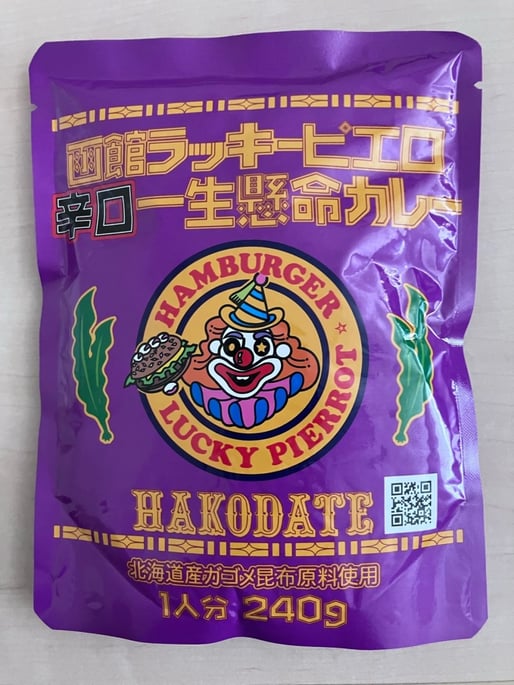 函館ラッキーピエロ
辛口一生懸命カレー
HAMBURGER
LUCKY PIERROT
HAKODATE
北海道産ガゴメ昆布原料使用
1人分 240g